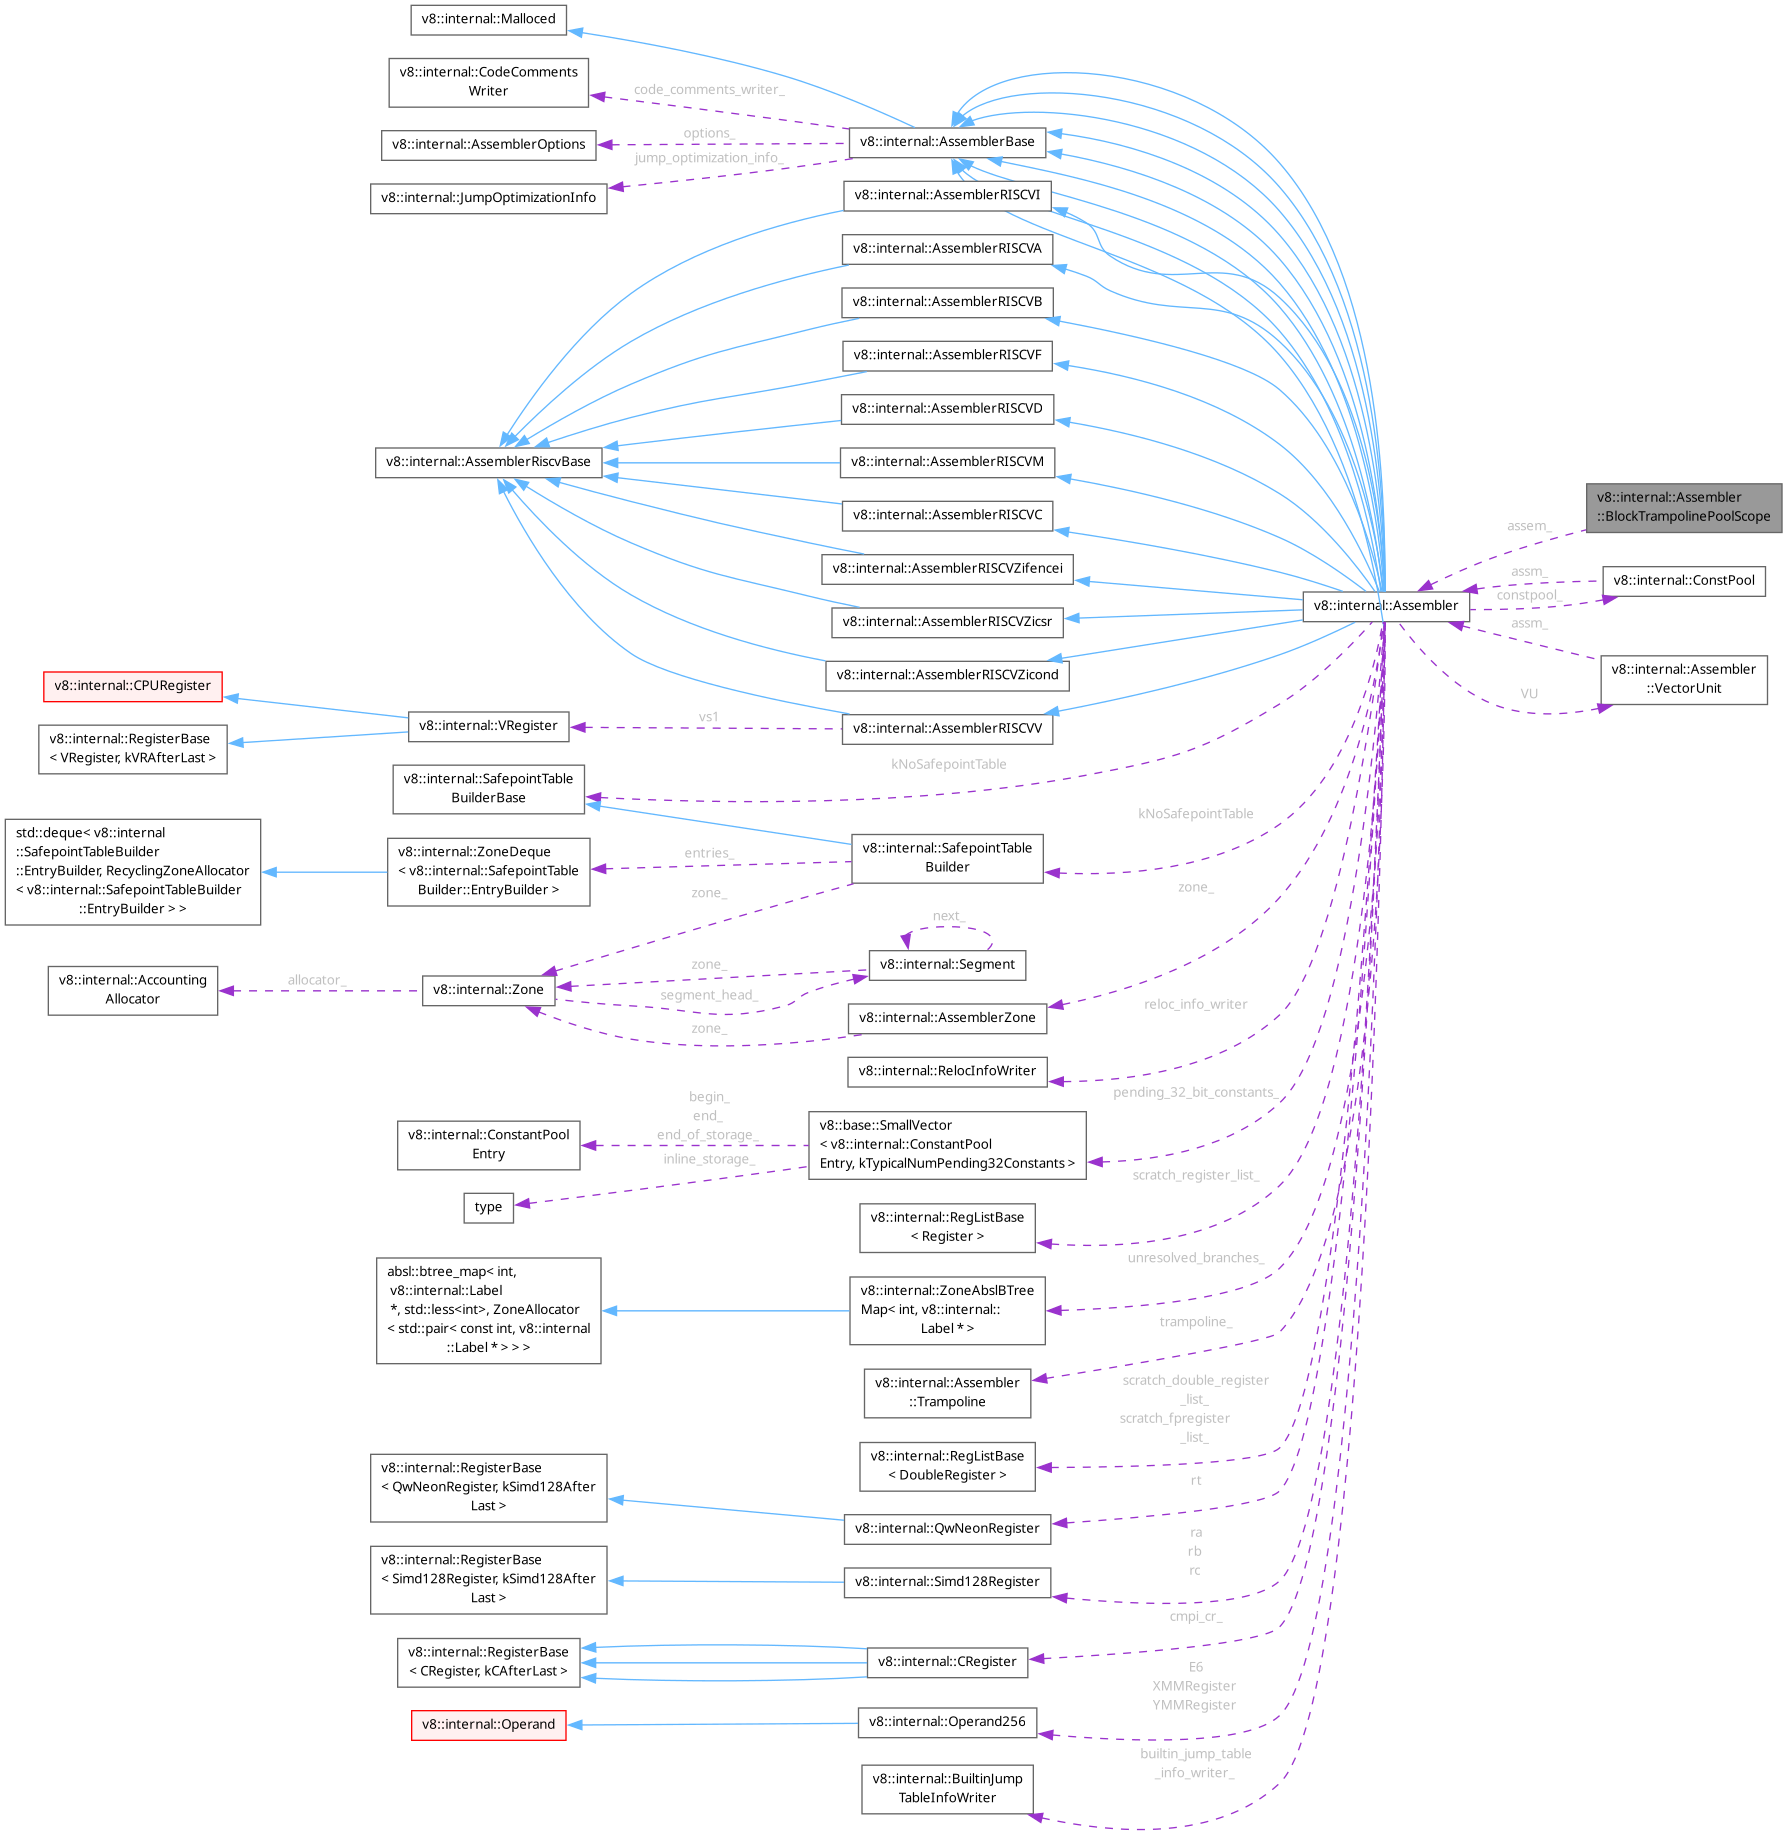 v8::internal::Malloced
v8::internal::CodeComments
Writer
code_comments_writer_
v8::internal::AssemblerOptions
options_
v8::internal::AssemblerBase
jump_optimization_info_
v8::internal::JumpOptimizationInfo
v8::internal::AssemblerRISCVI
v8::internal::AssemblerRISCVA
v8::internal::AssemblerRISCVB
v8::internal::AssemblerRISCVF
v8::internal::AssemblerRISCVD
v8::internal::AssemblerRiscvBase
v8::internal::AssemblerRISCVM
v8::internal::AssemblerRISCVC
v8::internal::AssemblerRISCVZifencei
v8::internal::AssemblerRISCVZicsr
v8::internal::AssemblerRISCVZicond
v8::internal::AssemblerRISCVV
v8::internal::Assembler
v8::internal::Assembler
::BlockTrampolinePoolScope
assem_
assm_
constpool_
assm_
v8::internal::ConstPool
v8::internal::Assembler
::VectorUnit
VU
v8::internal::CPURegister
v8::internal::RegisterBase
< VRegister, kVRAfterLast >
v8::internal::VRegister
vs1
kNoSafepointTable
v8::internal::SafepointTable
BuilderBase
kNoSafepointTable
std::deque< v8::internal
::SafepointTableBuilder
::EntryBuilder, RecyclingZoneAllocator
< v8::internal::SafepointTableBuilder
::EntryBuilder > >
v8::internal::ZoneDeque
< v8::internal::SafepointTable
Builder::EntryBuilder >
entries_
v8::internal::SafepointTable
Builder
zone_
zone_
next_
v8::internal::Segment
v8::internal::Accounting
Allocator
allocator_
v8::internal::Zone
zone_
segment_head_
zone_
v8::internal::AssemblerZone
reloc_info_writer
v8::internal::RelocInfoWriter
pending_32_bit_constants_
begin_
end_
end_of_storage_
inline_storage_
v8::internal::ConstantPool
Entry
v8::base::SmallVector
< v8::internal::ConstantPool
Entry, kTypicalNumPending32Constants >
type
scratch_register_list_
v8::internal::RegListBase
< Register >
unresolved_branches_
absl::btree_map< int,
v8::internal::Label
*, std::less<int>, ZoneAllocator
< std::pair< const int, v8::internal
::Label * > > >
v8::internal::ZoneAbslBTree
Map< int, v8::internal::
Label * >
trampoline_
v8::internal::Assembler
::Trampoline
scratch_double_register
_list_
scratch_fpregister
_list_
v8::internal::RegListBase
< DoubleRegister >
v8::internal::RegisterBase
< QwNeonRegister, kSimd128After
Last >
rt
v8::internal::QwNeonRegister
ra
rb
rc
v8::internal::RegisterBase
< Simd128Register, kSimd128After
Last >
v8::internal::Simd128Register
cmpi_cr_
v8::internal::RegisterBase
< CRegister, kCAfterLast >
v8::internal::CRegister
E6
XMMRegister
YMMRegister
v8::internal::Operand
v8::internal::Operand256
builtin_jump_table
_info_writer_
v8::internal::BuiltinJump
TableInfoWriter